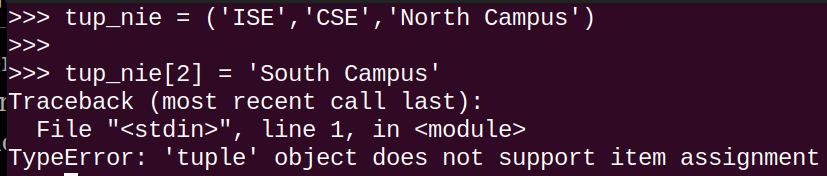 >>> tup_nie = ('ISE','CSE','North Campus')
>>>
>>> tup_nie[2] = 'South Campus'
Traceback (most recent call last):
  File "<stdin>", line 1, in <module>
TypeError: 'tuple' object does not support item assignment